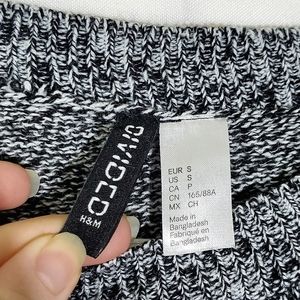 DIVIDED
H&M
EUR S
US S
CA P
CN 165/88A
MX CH
Made in
Bangladesh
Fabriqué en
Bangladesh